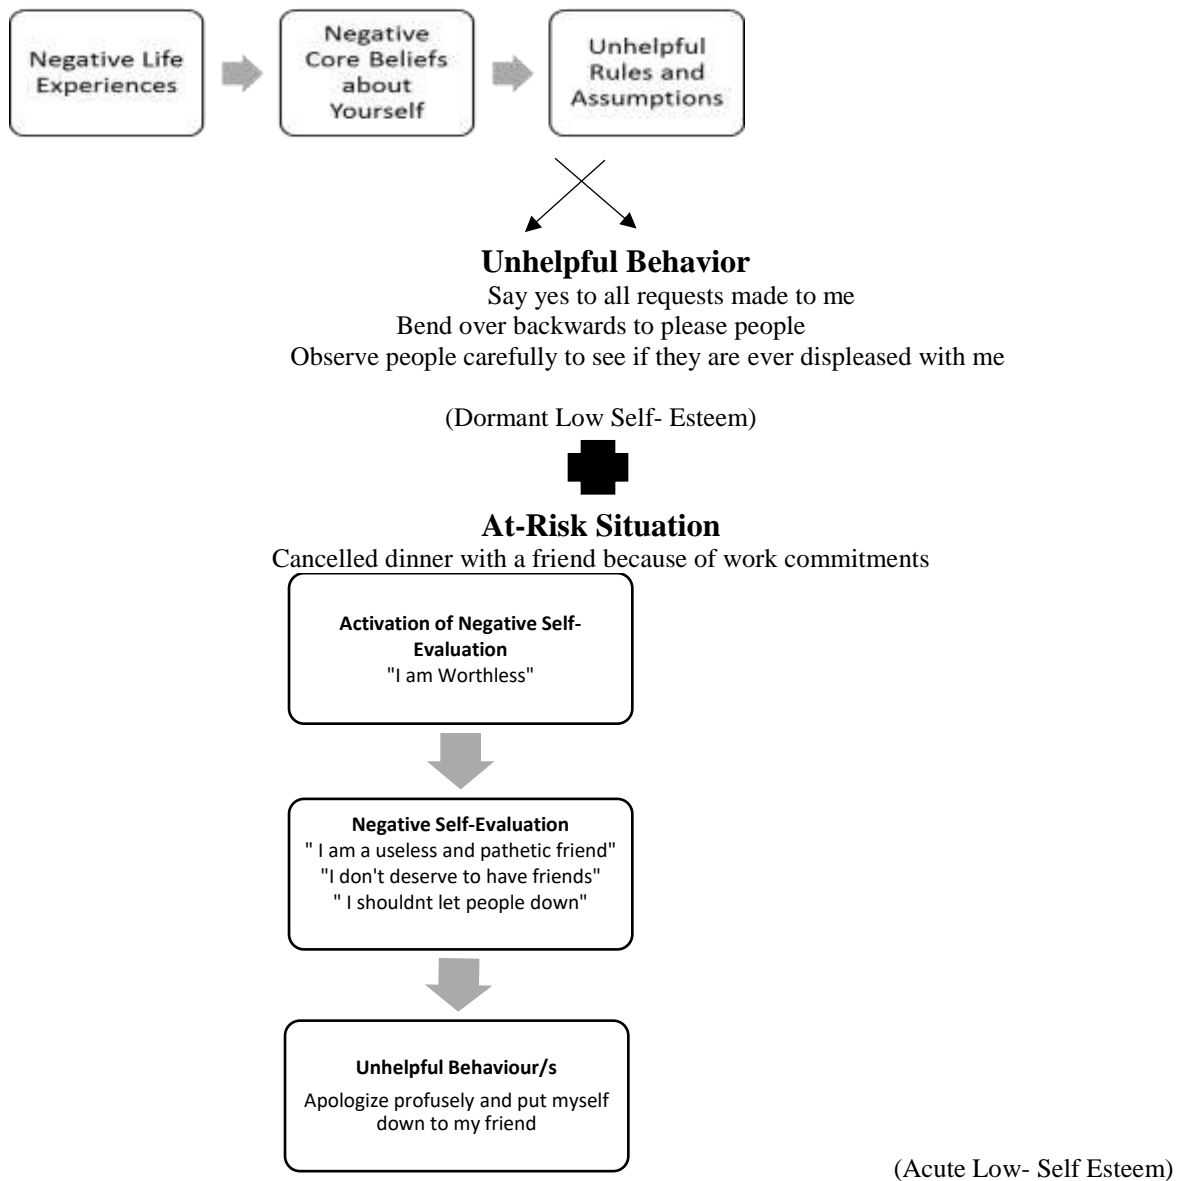 Negative Life
Experiences
Negative
Core Beliefs
about
Yourself
Unhelpful
Rules and
Assumptions
Unhelpful Behavior
Say yes to all requests made to me
Bend over backwards to please people
Observe people carefully to see if they are ever displeased with me
(Dormant Low Self- Esteem)
At-Risk Situation
Cancelled dinner with a friend because of work commitments
Activation of Negative Self-
Evaluation
"I am Worthless"
Negative Self-Evaluation
" I am a useless and pathetic friend"
"I don't deserve to have friends"
" I shouldnt let people down"
Unhelpful Behaviour/s
Apologize profusely and put myself
down to my friend
(Acute Low- Self Esteem)